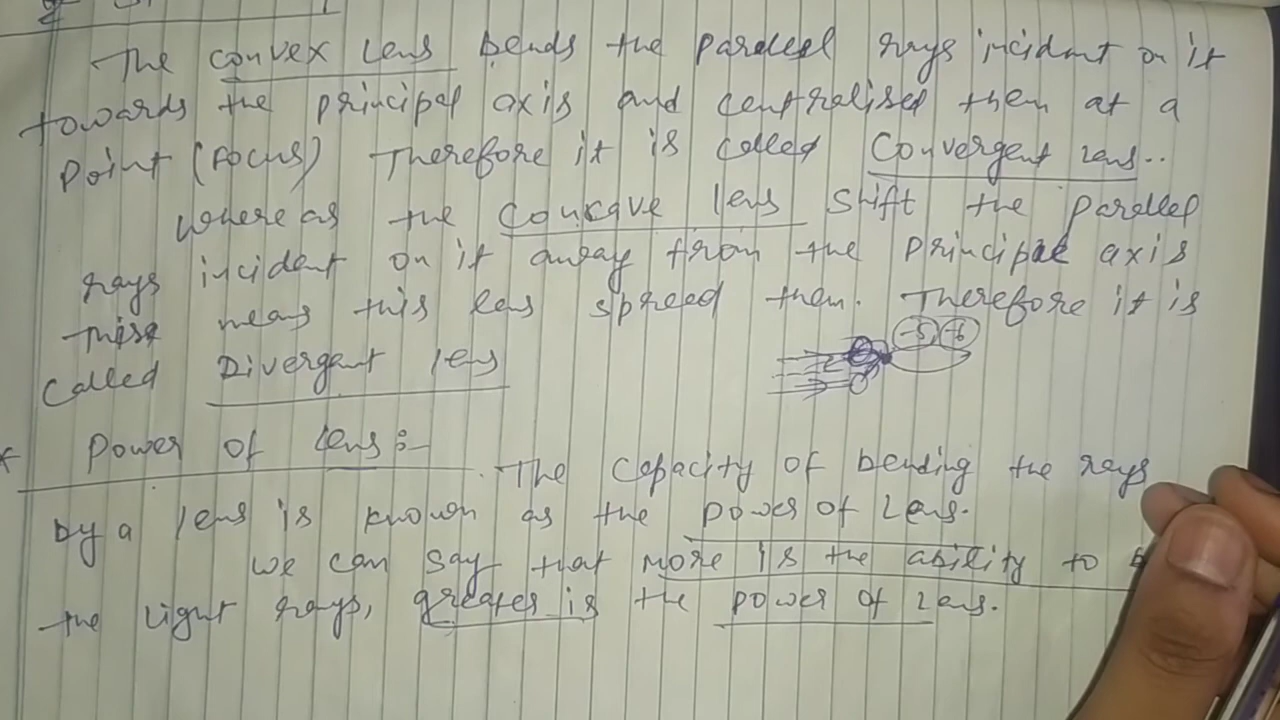 The convex lens bends the parallel rays incident on it
towards the principal axis and centralised them at a
point (focus) Therefore it is called Convergent lens..
whereas the Concave lens shift the parallel
rays incident on it away from the principal axis
this means this lens spread them. Therefore it is
-5, -6
called Divergent lens
* Power of lens :-
The capacity of bending the rays
by a lens is known as the power of lens.
we can say that more is the ability to
the light rays, greater is the power of lens.